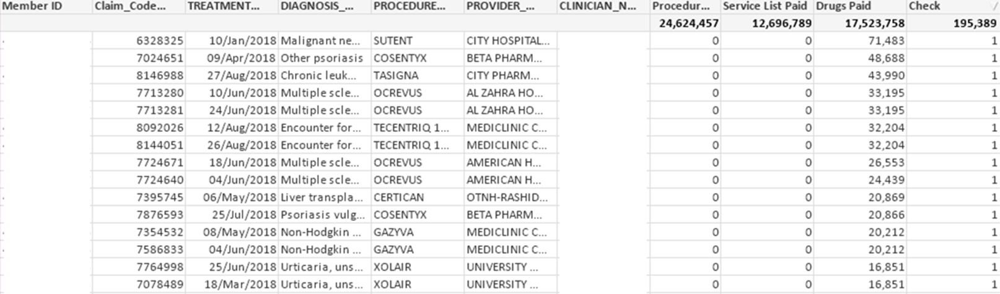 Member ID Claim_Code... TREATMENT... DIAGNOSIS_... PROCEDURE... PROVIDER_... CLINICIAN_N... Procedur... Service List Paid Drugs Paid Check
24,624,457 12,696,789 17,523,758 195,389
6328325 10/Jan/2018 Malignant ne... SUTENT CITY HOSPITAL... 0 0 71,483 1
7024651 09/Apr/2018 Other psoriasis COSENTYX BETA PHARM... 0 0 48,688 1
8146988 27/Aug/2018 Chronic leuk... TASIGNA CITY PHARM... 0 0 43,990 1
7713280 10/Jun/2018 Multiple scle... OCREVUS AL ZAHRA HO... 0 0 33,195 1
7713281 24/Jun/2018 Multiple scle... OCREVUS AL ZAHRA HO... 0 0 33,195 1
8092026 12/Aug/2018 Encounter for... TECENTRIQ 1... MEDICLINIC C... 0 0 32,204 1
8144051 26/Aug/2018 Encounter for... TECENTRIQ 1... MEDICLINIC C... 0 0 32,204 1
7724671 18/Jun/2018 Multiple scle... OCREVUS AMERICAN H... 0 0 26,553 1
7724640 04/Jun/2018 Multiple scle... OCREVUS AMERICAN H... 0 0 24,439 1
7395745 06/May/2018 Liver transpla... CERTICAN OTNH-RASHID... 0 0 20,869 1
7876593 25/Jul/2018 Psoriasis vulg... COSENTYX BETA PHARM... 0 0 20,866 1
7354532 08/May/2018 Non-Hodgkin ... GAZYVA MEDICLINIC C... 0 0 20,212 1
7586833 04/Jun/2018 Non-Hodgkin ... GAZYVA MEDICLINIC C... 0 0 20,212 1
7764998 25/Jun/2018 Urticaria, uns... XOLAIR UNIVERSITY ... 0 0 16,851 1
7078489 18/Mar/2018 Urticaria, uns... XOLAIR UNIVERSITY ... 0 0 16,851 1